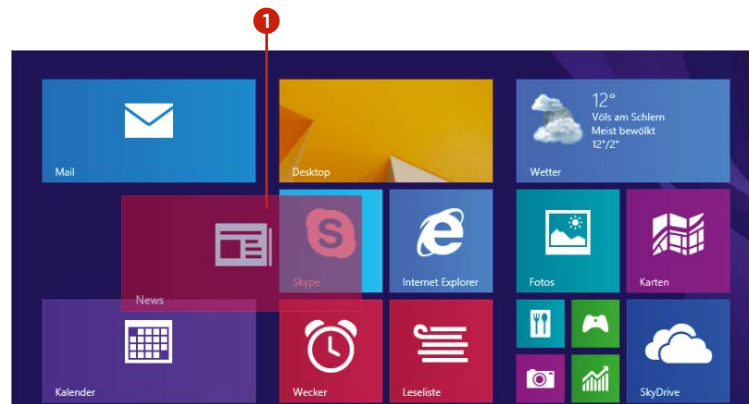 1
Mail
Desktop
12°
Völs am Schlern
Meist bewölkt
12°/2°
Wetter
News
Skype
Internet Explorer
Fotos
Karten
Kalender
Wecker
Leseliste
SkyDrive